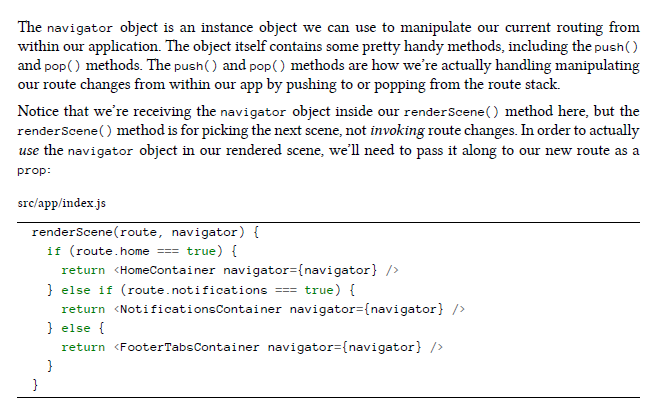 The navigator object is an instance object we can use to manipulate our current routing from
within our application. The object itself contains some pretty handy methods, including the push()
and pop() methods. The push() and pop() methods are how we're actually handling manipulating
our route changes from within our app by pushing to or popping from the route stack.
Notice that we're receiving the navigator object inside our renderScene() method here, but the
renderScene() method is for picking the next scene, not invoking route changes. In order to actually
use the navigator object in our rendered scene, we'll need to pass it along to our new route as a
prop:
src/app/index.js
renderScene(route, navigator) {
  if (route.home === true) {
    return <HomeContainer navigator={navigator} />
  } else if (route.notifications === true) {
    return <NotificationsContainer navigator={navigator} />
  } else {
    return <FooterTabsContainer navigator={navigator} />
  }
}